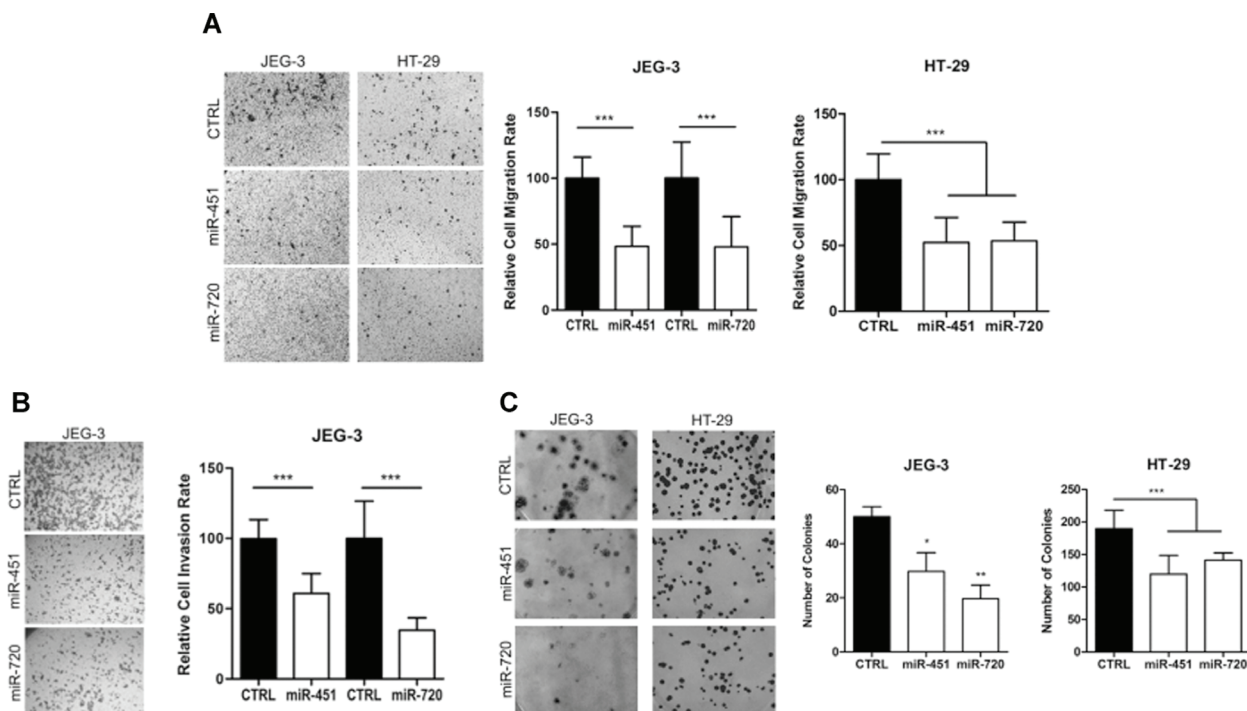 A
JEG-3 HT-29
CTRL
miR-451
miR-720
JEG-3
Relative Cell Migration Rate
150
100
50
0
*** ***
CTRL miR-451 CTRL miR-720
HT-29
Relative Cell Migration Rate
150
100
50
0
***
CTRL miR-451 miR-720
B
JEG-3
CTRL
miR-451
miR-720
JEG-3
Relative Cell Invasion Rate
150
100
50
0
*** ***
CTRL miR-451 CTRL miR-720
C
JEG-3 HT-29
CTRL
miR-451
miR-720
JEG-3
Number of Colonies
60
40
20
0
*
**
CTRL miR-451 miR-720
HT-29
Number of Colonies
250
200
150
100
50
0
***
CTRL miR-451 miR-720